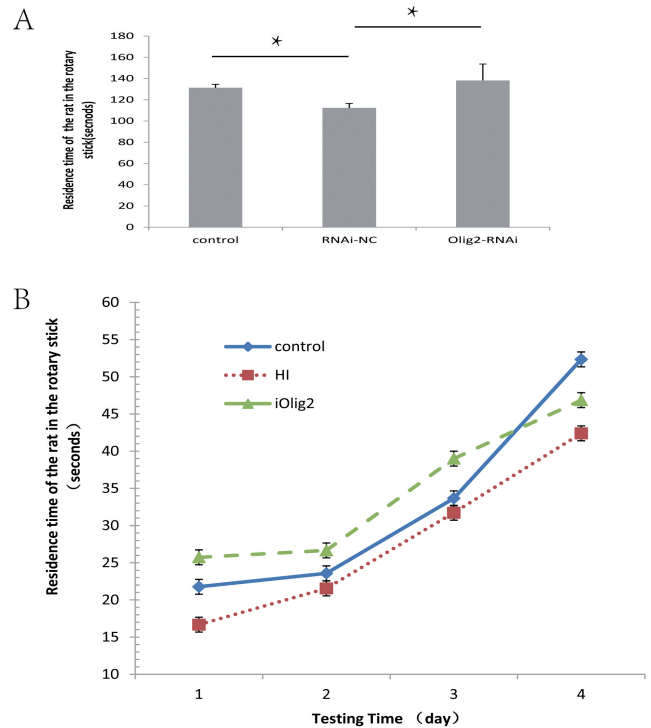 A
Residence time of the rat in the rotary
stick(secnods)
180
160
140
120
100
80
60
40
20
0
*
*
control RNAi-NC Olig2-RNAi
B
Residence time of the rat in the rotary stick
(seconds)
60
55
50
45
40
35
30
25
20
15
10
control
HI
iOlig2
1 2 3 4
Testing Time (day)